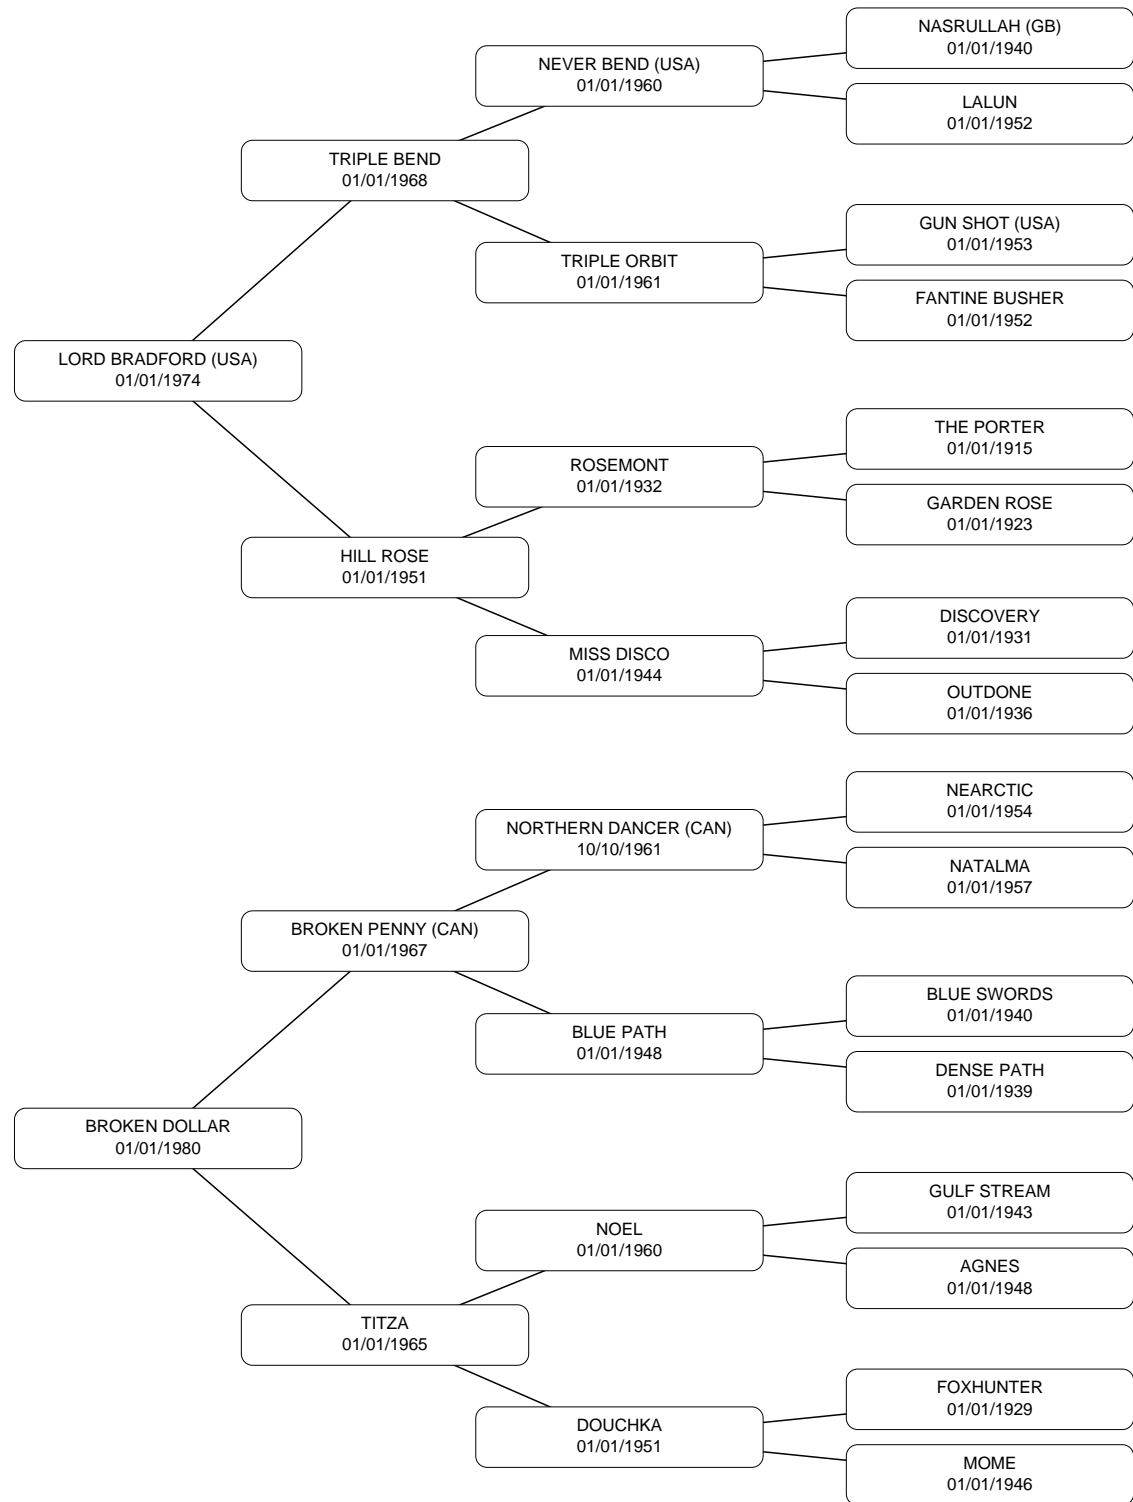 NASRULLAH (GB)
01/01/1940
NEVER BEND (USA)
01/01/1960
LALUN
01/01/1952
TRIPLE BEND
01/01/1968
GUN SHOT (USA)
01/01/1953
TRIPLE ORBIT
01/01/1961
FANTINE BUSHER
01/01/1952
LORD BRADFORD (USA)
01/01/1974
THE PORTER
01/01/1915
ROSEMONT
01/01/1932
GARDEN ROSE
01/01/1923
HILL ROSE
01/01/1951
DISCOVERY
01/01/1931
MISS DISCO
01/01/1944
OUTDONE
01/01/1936
NEARCTIC
01/01/1954
NORTHERN DANCER (CAN)
10/10/1961
NATALMA
01/01/1957
BROKEN PENNY (CAN)
01/01/1967
BLUE SWORDS
01/01/1940
BLUE PATH
01/01/1948
DENSE PATH
01/01/1939
BROKEN DOLLAR
01/01/1980
GULF STREAM
01/01/1943
NOEL
01/01/1960
AGNES
01/01/1948
TITZA
01/01/1965
FOXHUNTER
01/01/1929
DOUCHKA
01/01/1951
MOME
01/01/1946